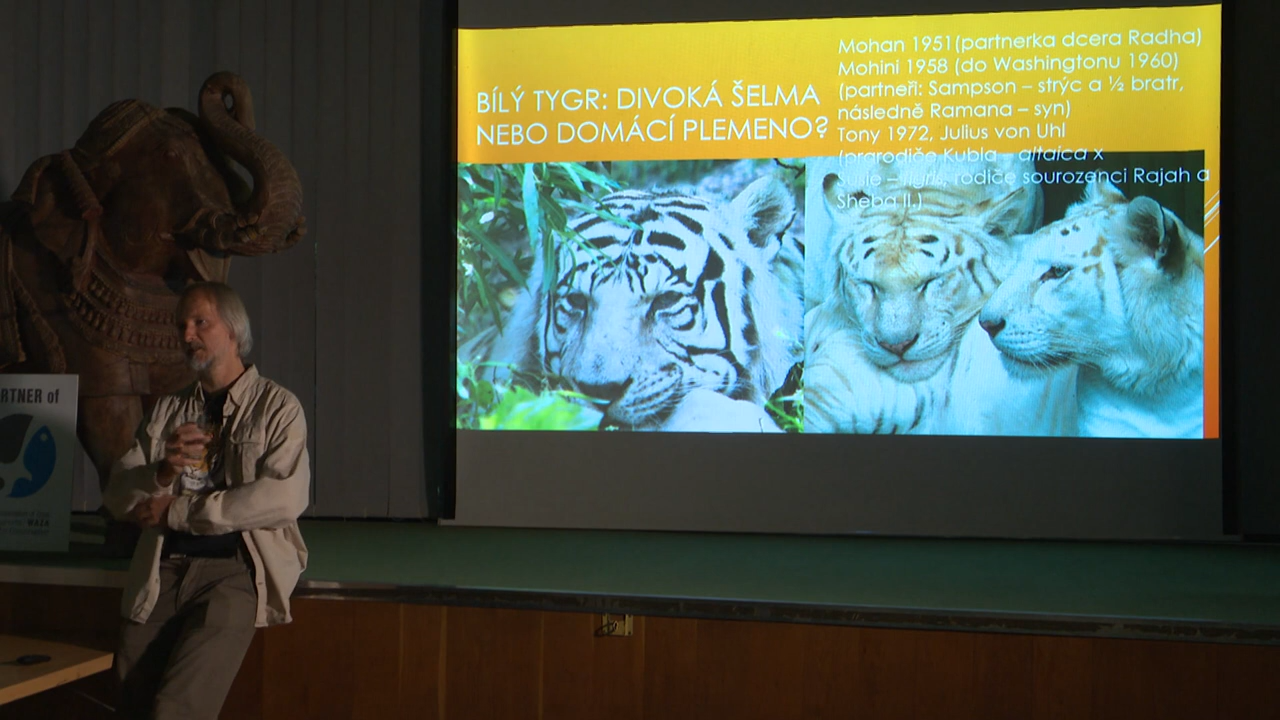 BÍLÝ TYGR: DIVOKÁ ŠELMA
NEBO DOMÁCÍ PLEMENO?
Mohan 1951(partnerka dcera Radha)
Mohini 1958 (do Washingtonu 1960)
(partneři: Sampson – strýc a ½ bratr,
následně Ramana – syn)
Tony 1972, Julius von Uhl
(prarodiče Kubla – altaica x
rodiče sourozenci Rajah a
Sheba II.)
RTNER of
WAZA